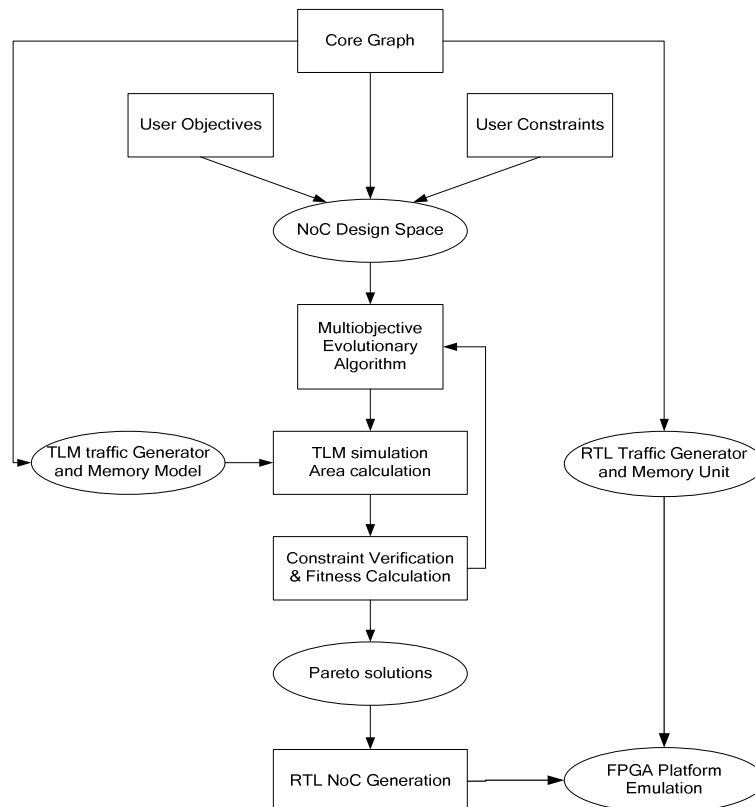 Core Graph
User Objectives
User Constraints
NoC Design Space
Multiobjective
Evolutionary
Algorithm
TLM traffic Generator
and Memory Model
TLM simulation
Area calculation
RTL Traffic Generator
and Memory Unit
Constraint Verification
& Fitness Calculation
Pareto solutions
RTL NoC Generation
FPGA Platform
Emulation